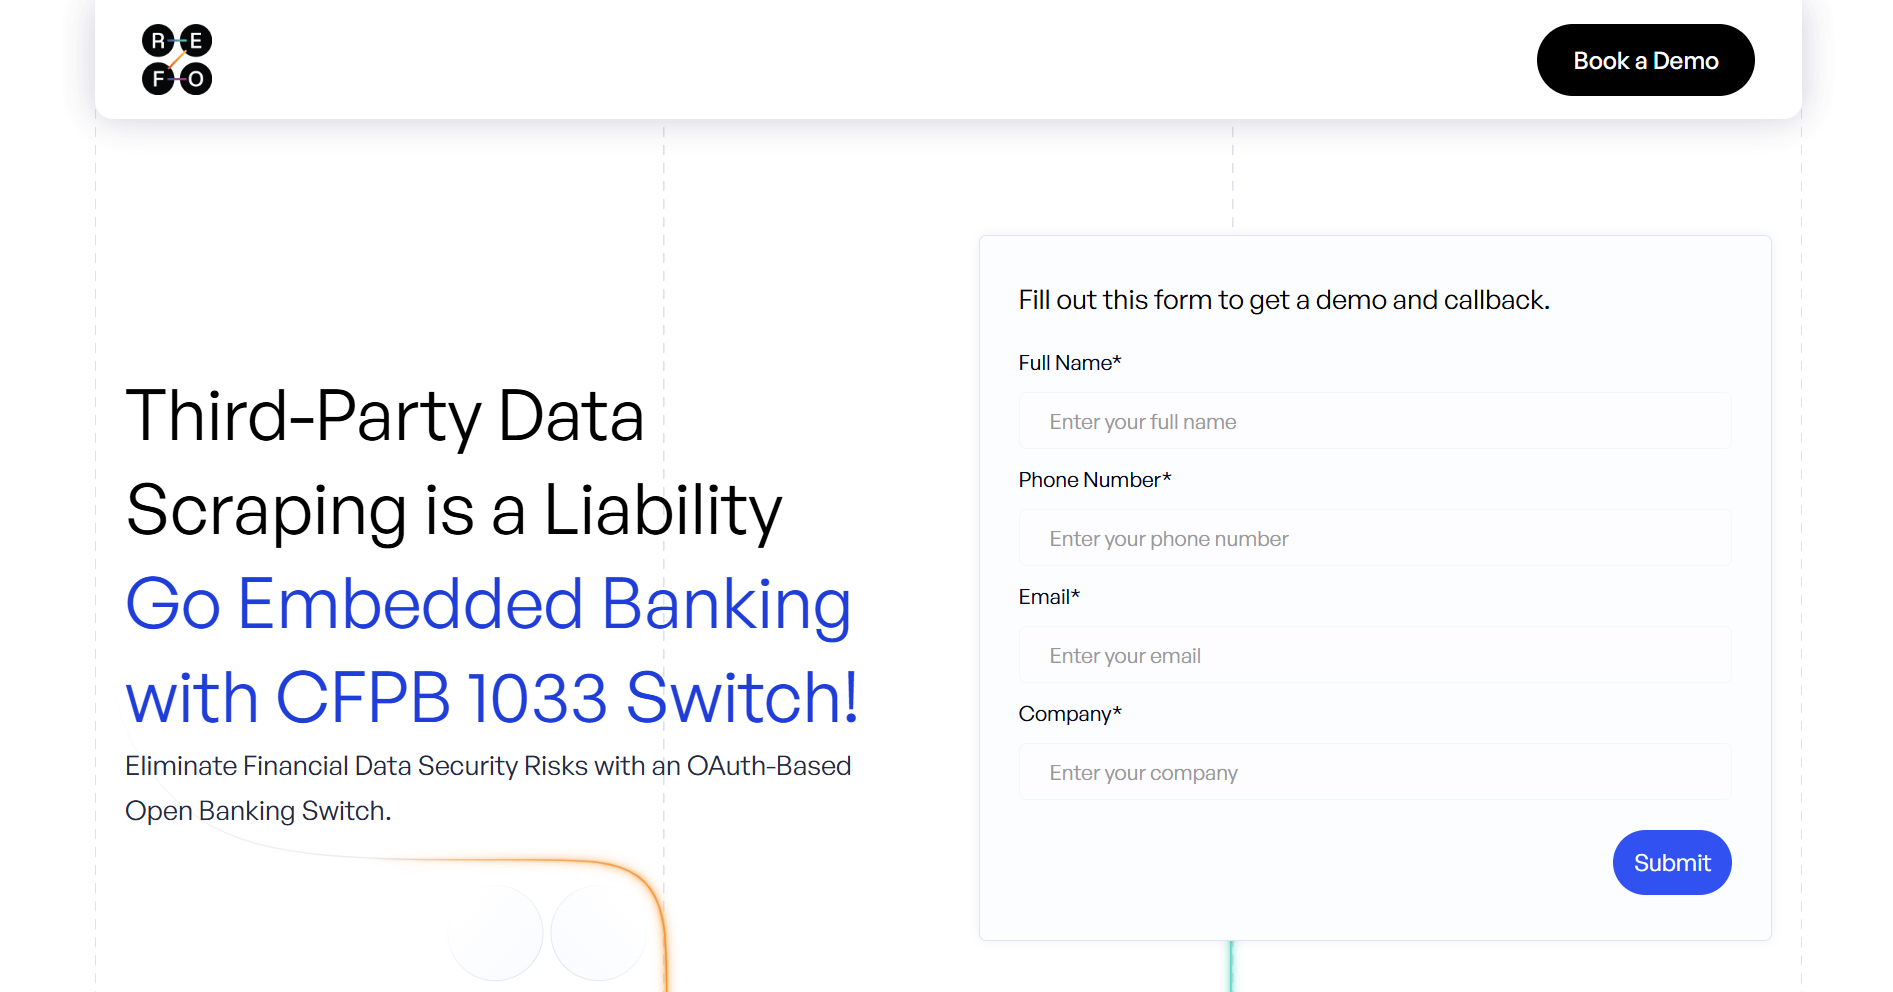 R E
F O
Book a Demo
Third-Party Data
Scraping is a Liability
Go Embedded Banking
with CFPB 1033 Switch!
Eliminate Financial Data Security Risks with an OAuth-Based
Open Banking Switch.
Fill out this form to get a demo and callback.
Full Name*
Enter your full name
Phone Number*
Enter your phone number
Email*
Enter your email
Company*
Enter your company
Submit